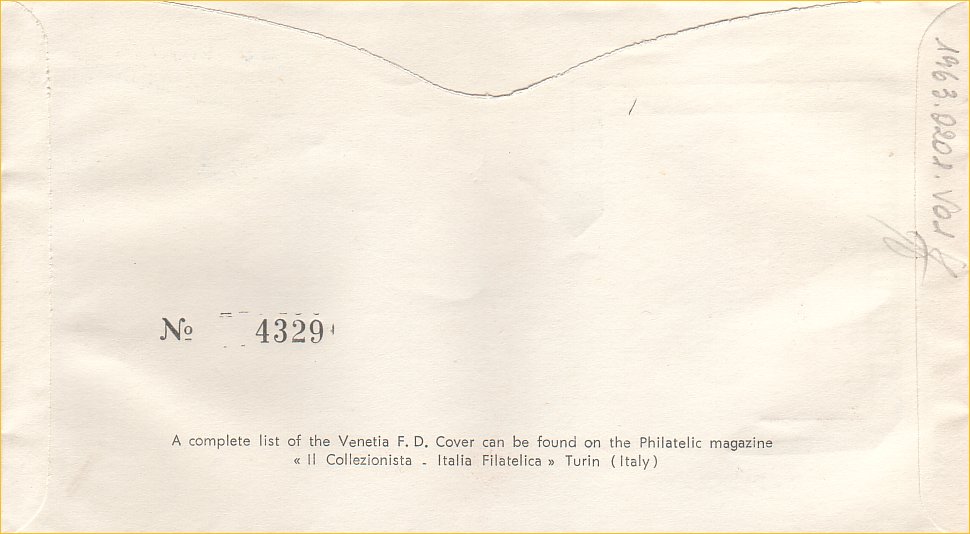 № 4329
A complete list of the Venetia F. D. Cover can be found on the Philatelic magazine
« Il Collezionista - Italia Filatelica » Turin (Italy)
1963.